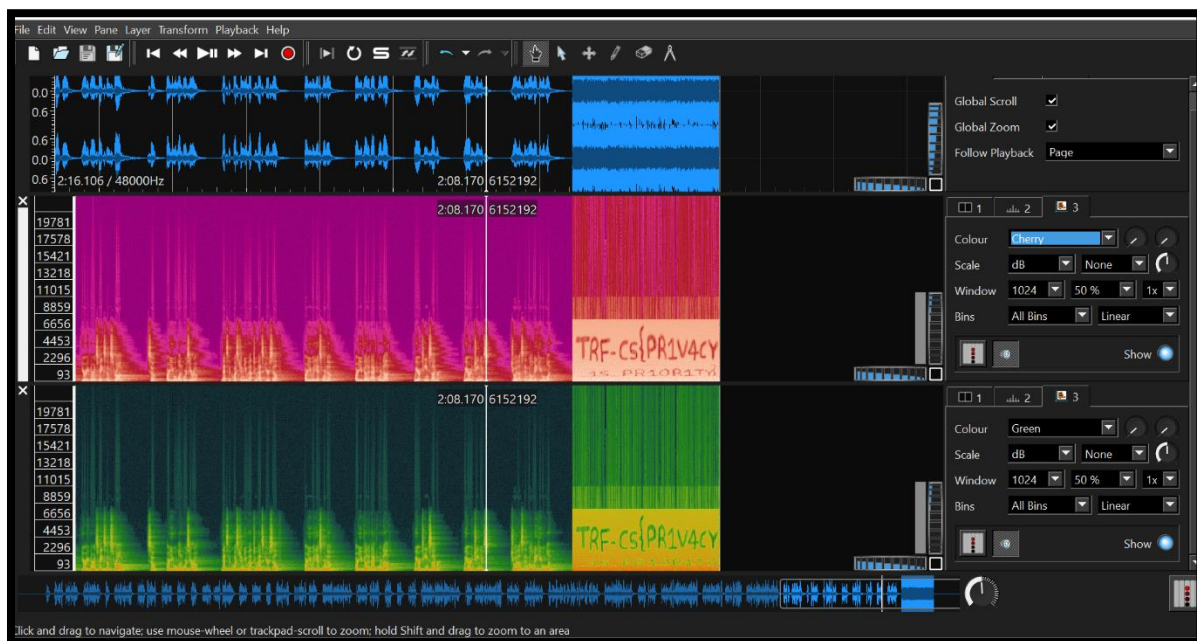 File Edit View Pane Layer Transform Playback Help
0.0
0.6
0.6
0.0
0.6
2:16.106 / 48000Hz
2:08.170 6152192
Global Scroll
Global Zoom
Follow Playback Page
2:08.170 6152192
19781
17578
15421
13218
11015
8859
6656
4453
2296
93
TRF-CS{PR1V4CY
1S PR1OR1TY
1 2 3
Colour Cherry
Scale dB None
Window 1024 50 % 1x
Bins All Bins Linear
Show
2:08.170 6152192
19781
17578
15421
13218
11015
8859
6656
4453
2296
93
TRF-CS{PR1V4CY
1 2 3
Colour Green
Scale dB None
Window 1024 50 % 1x
Bins All Bins Linear
Show
Click and drag to navigate; use mouse-wheel or trackpad-scroll to zoom; hold Shift and drag to zoom to an area